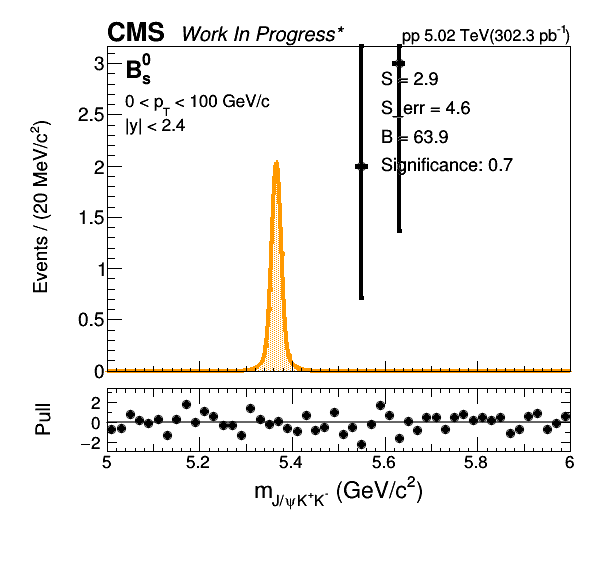 CMS Work In Progress* pp 5.02 TeV(302.3 pb⁻¹)
B⁰ₛ
0 < p_T < 100 GeV/c
|y| < 2.4
S = 2.9
S_err = 4.6
B = 63.9
Significance: 0.7
Events / (20 MeV/c²)
3
2.5
2
1.5
1
0.5
0
Pull
2
0
−2
5 5.2 5.4 5.6 5.8 6
m_J/ψK⁺K⁻ (GeV/c²)